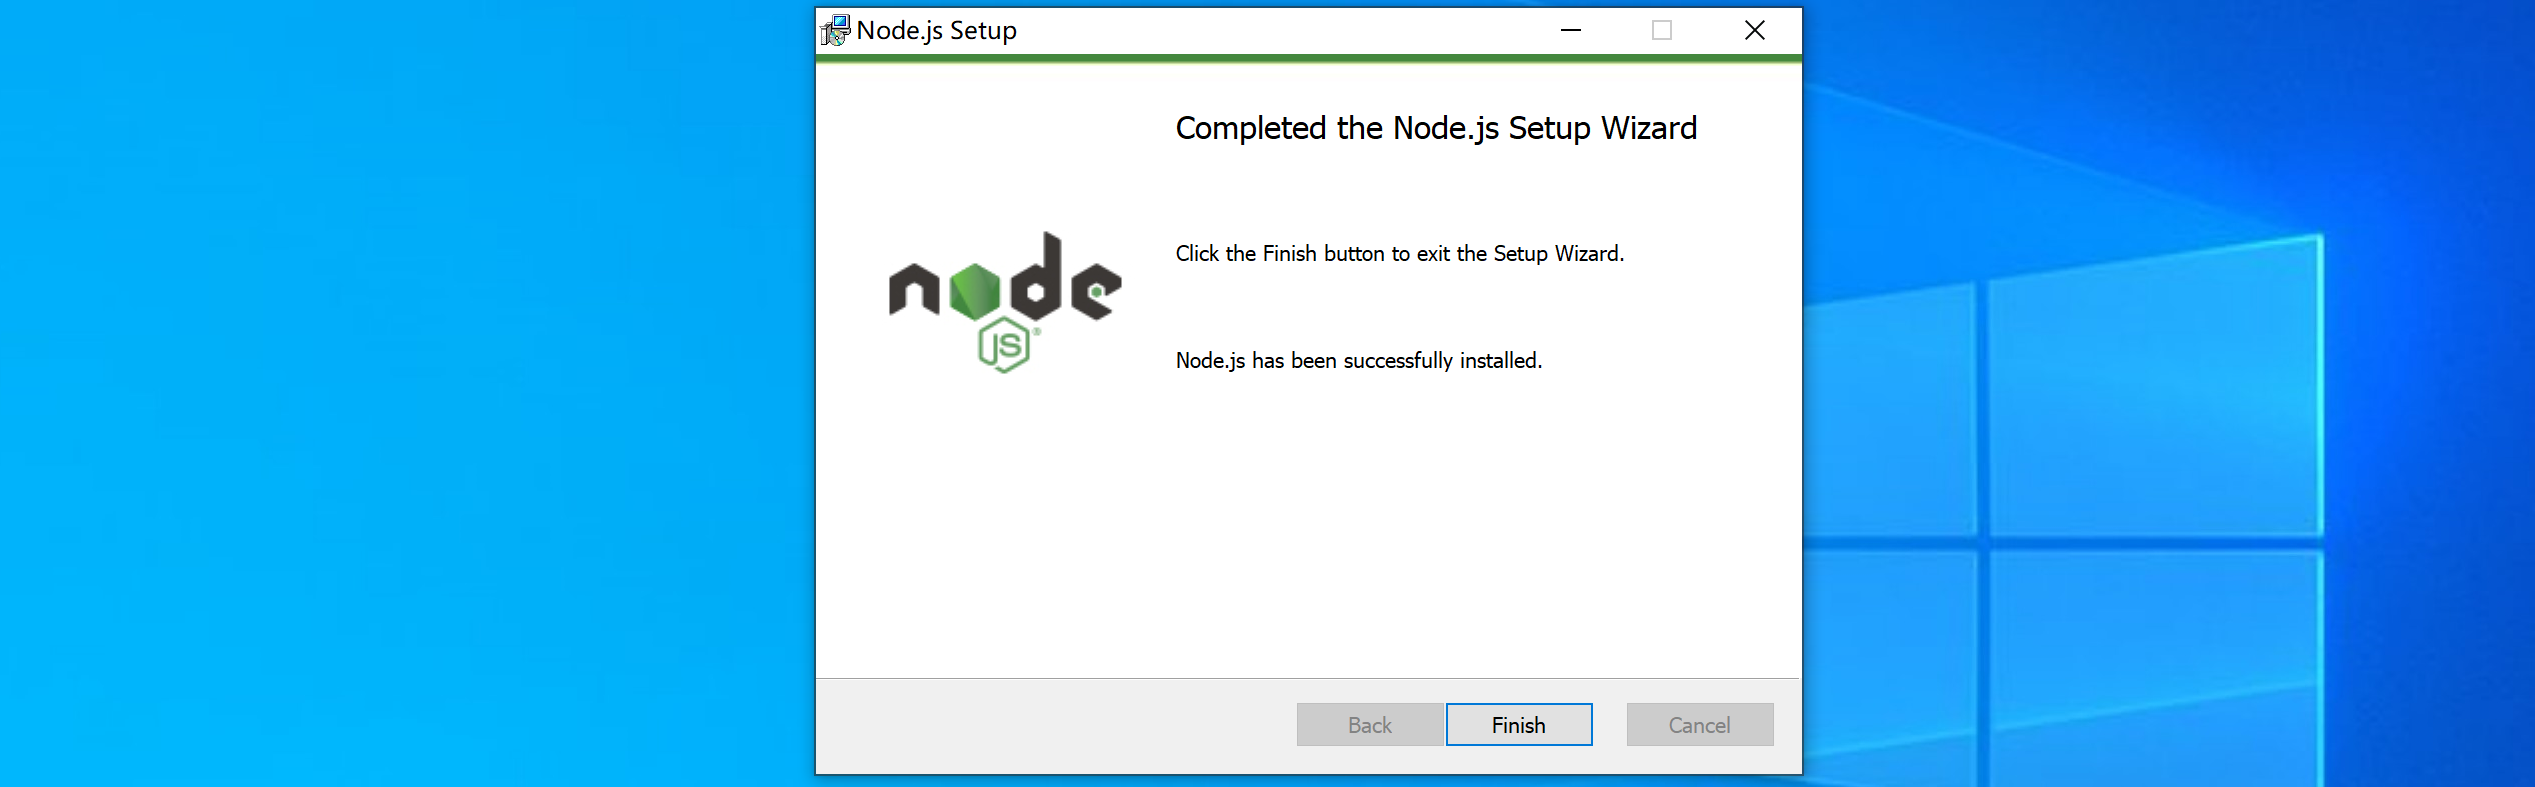 Node.js Setup
Completed the Node.js Setup Wizard
Click the Finish button to exit the Setup Wizard.
node
JS®
Node.js has been successfully installed.
Back
Finish
Cancel